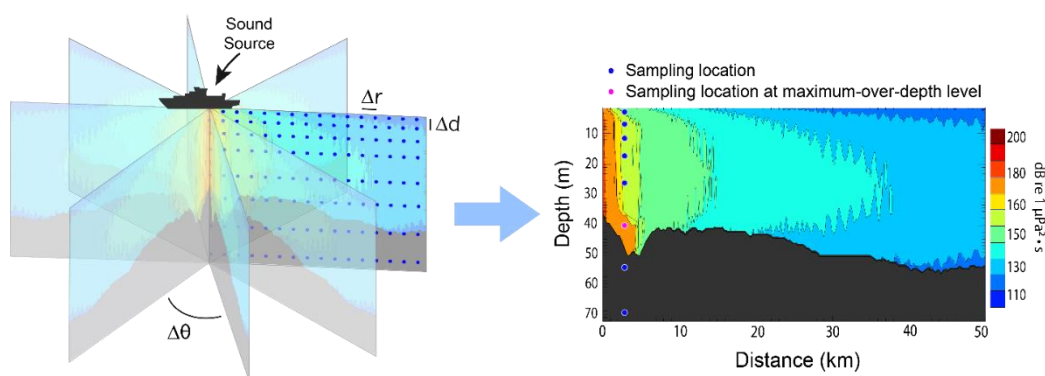 Sound
Source
Δr
Δd
Δθ
Sampling location
Sampling location at maximum-over-depth level
Depth (m)
10
20
30
40
50
60
70
0
10
20
30
50
Distance (km)
200
190
180
170
160
150
130
110
dB re 1 μPa²•s